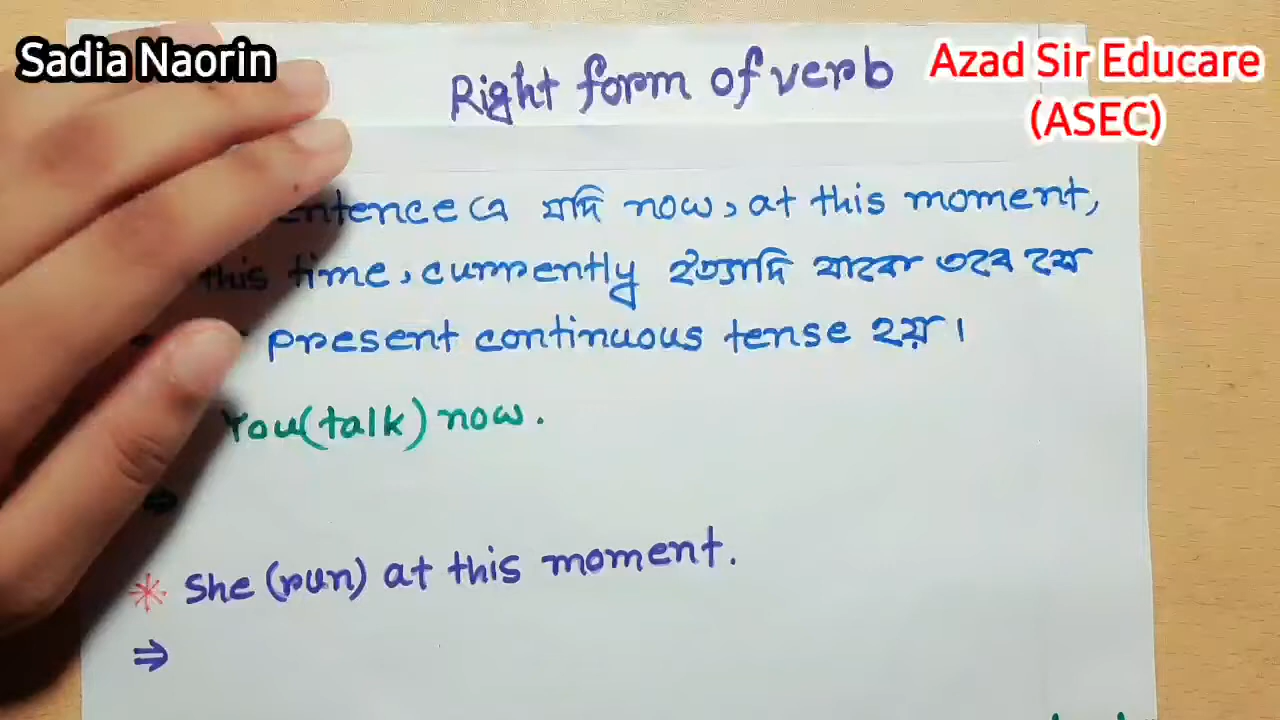 Sadia Naorin
Right form of verb
Azad Sir Educare
(ASEC)
এ যদি now, at this moment,
this time, currently ইত্যাদি থাকে তবে
present continuous tense হয়।
You(talk) now.
⇒
* She (run) at this moment.
⇒